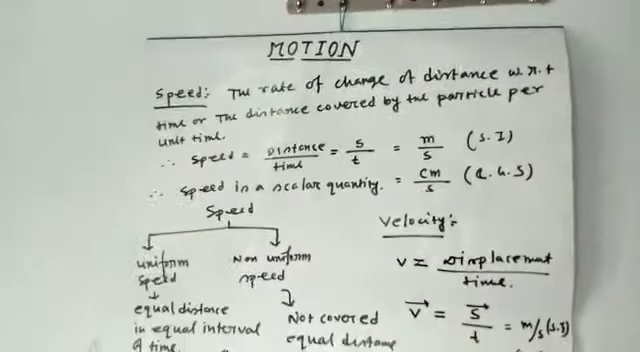 MOTION
Speed:- The rate of change of distance w.r.t
time or The distance covered by the particle per
unit time.
∴ Speed = Distance/time = s/t = m/s (S.I)
∴ Speed is a scalar quantity. = cm/s (C.G.S)
Speed
uniform speed
Non uniform speed
equal distance
in equal interval
of time.
Not covered
equal distance
Velocity:-
V = Displacement/time.
V⃗ = S⃗/t = m/s (S.I)